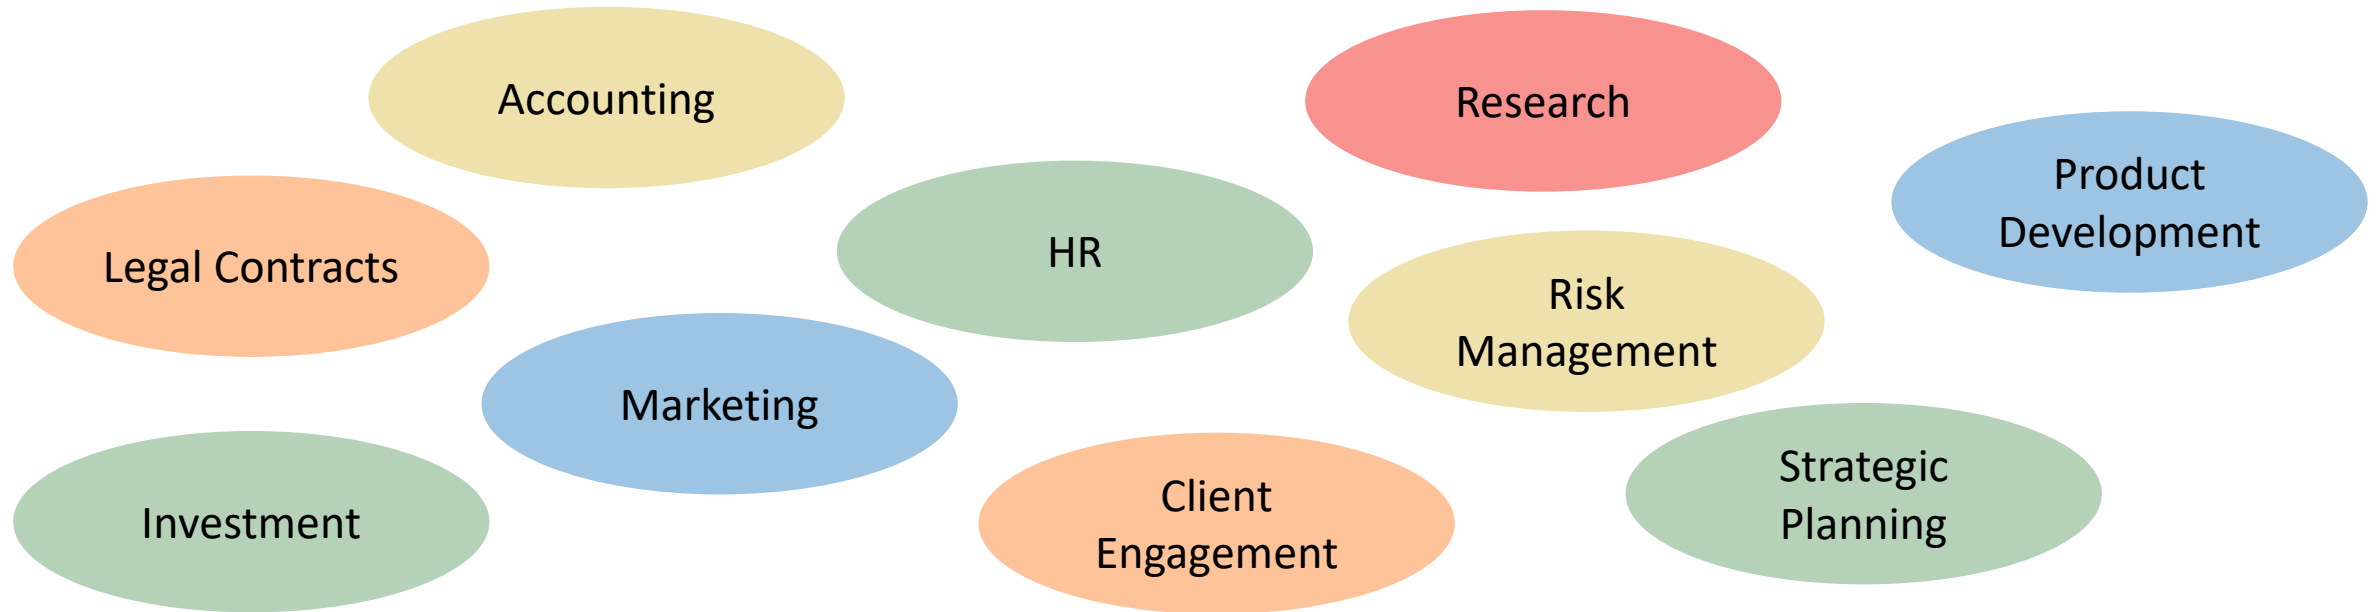 Accounting
Research
Product
Development
Legal Contracts
HR
Risk
Management
Marketing
Strategic
Planning
Investment
Client
Engagement